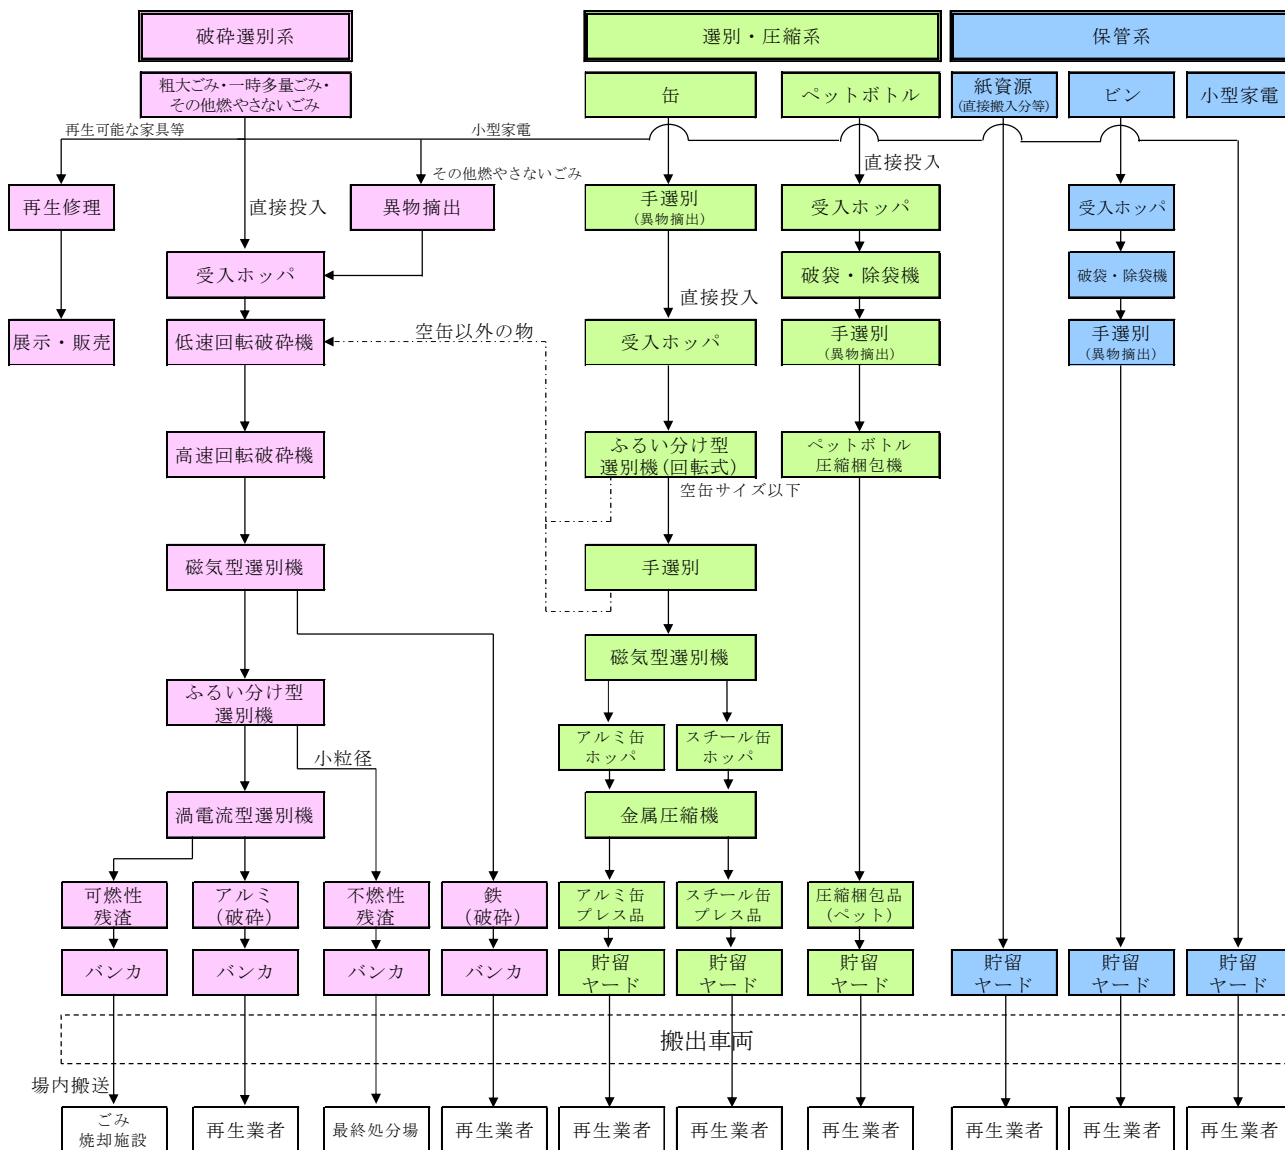 破砕選別系
選別・圧縮系
保管系
粗大ごみ・一時多量ごみ・
その他燃やさないごみ
缶
ペットボトル
紙資源
(直接搬入分等)
ビン
小型家電
再生可能な家具等
小型家電
直接投入
その他燃やさないごみ
再生修理
直接投入
異物摘出
手選別
(異物摘出)
受入ホッパ
受入ホッパ
受入ホッパ
破袋・除袋機
破袋・除袋機
直接投入
展示・販売
低速回転破砕機
空缶以外の物
受入ホッパ
手選別
(異物摘出)
手選別
(異物摘出)
高速回転破砕機
ふるい分け型
選別機(回転式)
ペットボトル
圧縮梱包機
空缶サイズ以下
磁気型選別機
手選別
磁気型選別機
ふるい分け型
選別機
小粒径
アルミ缶
ホッパ
スチール缶
ホッパ
渦電流型選別機
金属圧縮機
可燃性
残渣
アルミ
(破砕)
不燃性
残渣
鉄
(破砕)
アルミ缶
プレス品
スチール缶
プレス品
圧縮梱包品
(ペット)
バンカ
バンカ
バンカ
バンカ
貯留
ヤード
貯留
ヤード
貯留
ヤード
貯留
ヤード
貯留
ヤード
貯留
ヤード
搬出車両
場内搬送
ごみ
焼却施設
再生業者
最終処分場
再生業者
再生業者
再生業者
再生業者
再生業者
再生業者
再生業者